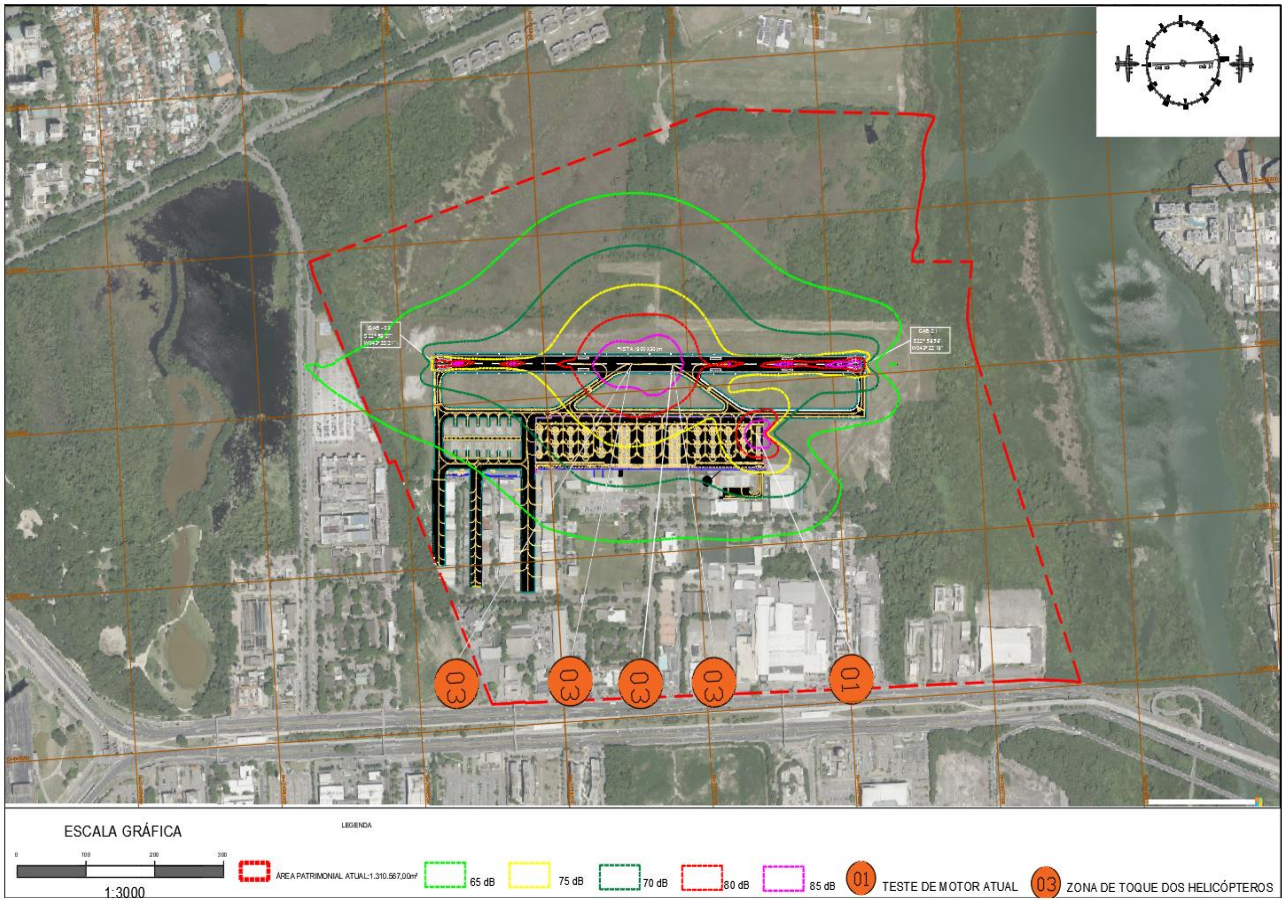 CAB 21
03
03
03
03
01
ESCALA GRÁFICA
LEGENDA
0 100 200 300
1:3000
ÁREA PATRIMONIAL ATUAL:1.310.567,00m²
65 dB
75 dB
70 dB
80 dB
85 dB
01 TESTE DE MOTOR ATUAL
03 ZONA DE TOQUE DOS HELICÓPTEROS